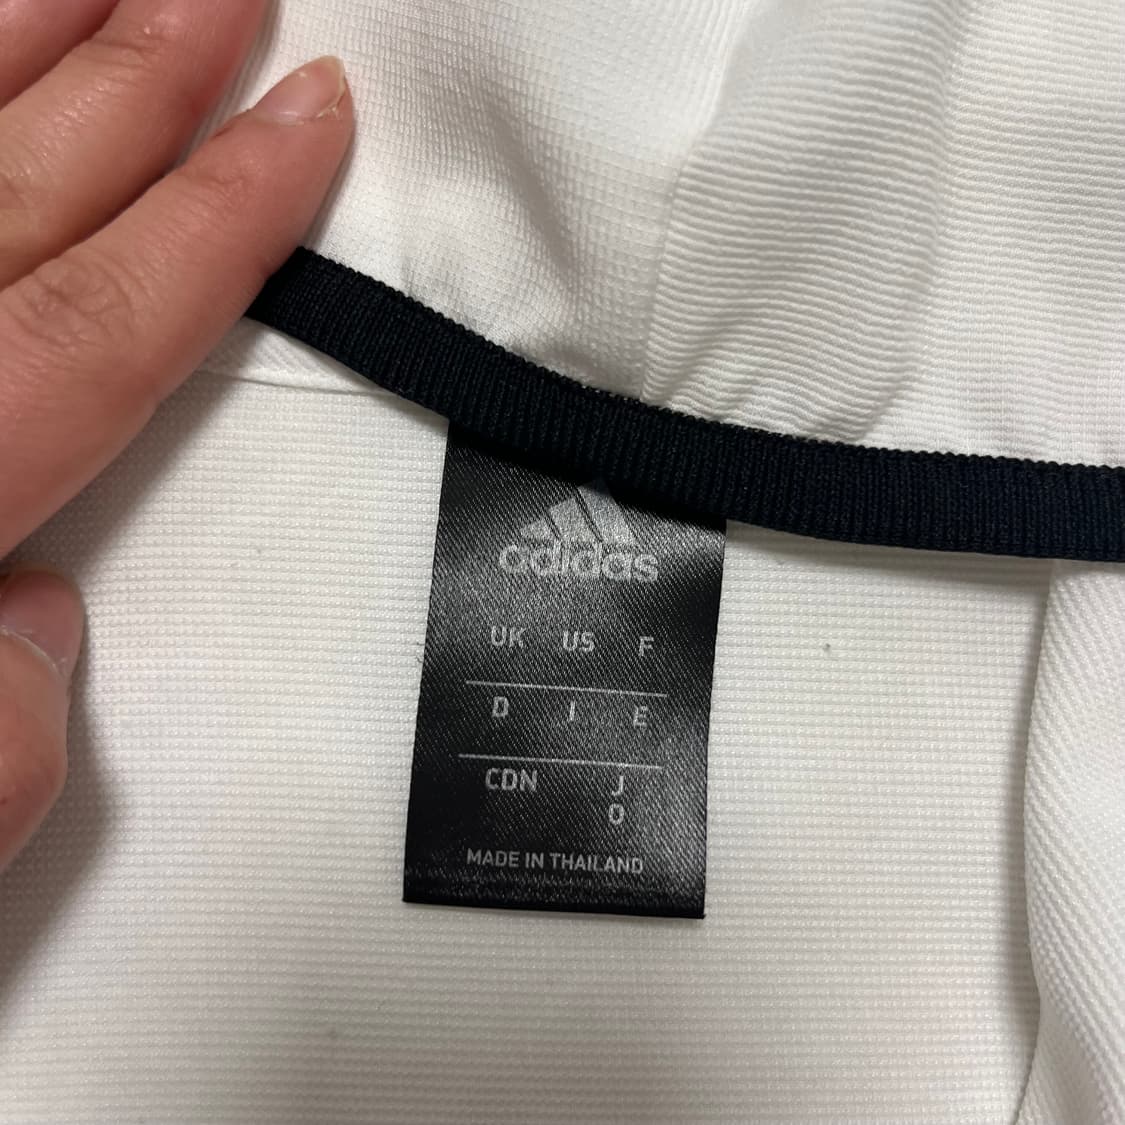 adidas
UK US F
D I E
CDN J
O
MADE IN THAILAND